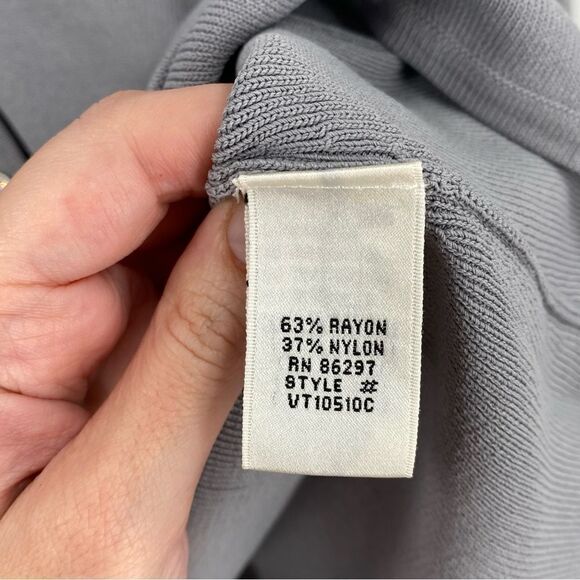 63% RAYON
37% NYLON
RN 86297
STYLE #
VT10510C